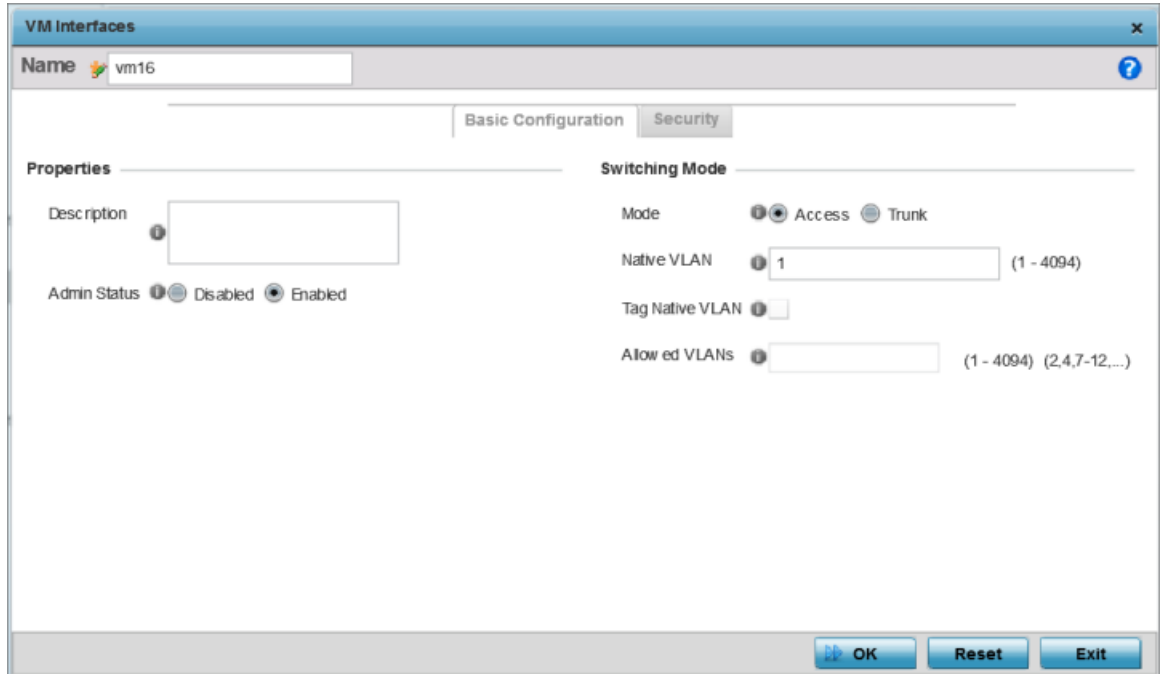 VM Interfaces
Name vm16
Basic Configuration Security
Properties
Description
Admin Status Disabled Enabled
Switching Mode
Mode Access Trunk
Native VLAN 1 (1 - 4094)
Tag Native VLAN
Allowed VLANs (1 - 4094) (2,4,7-12,...)
OK Reset Exit